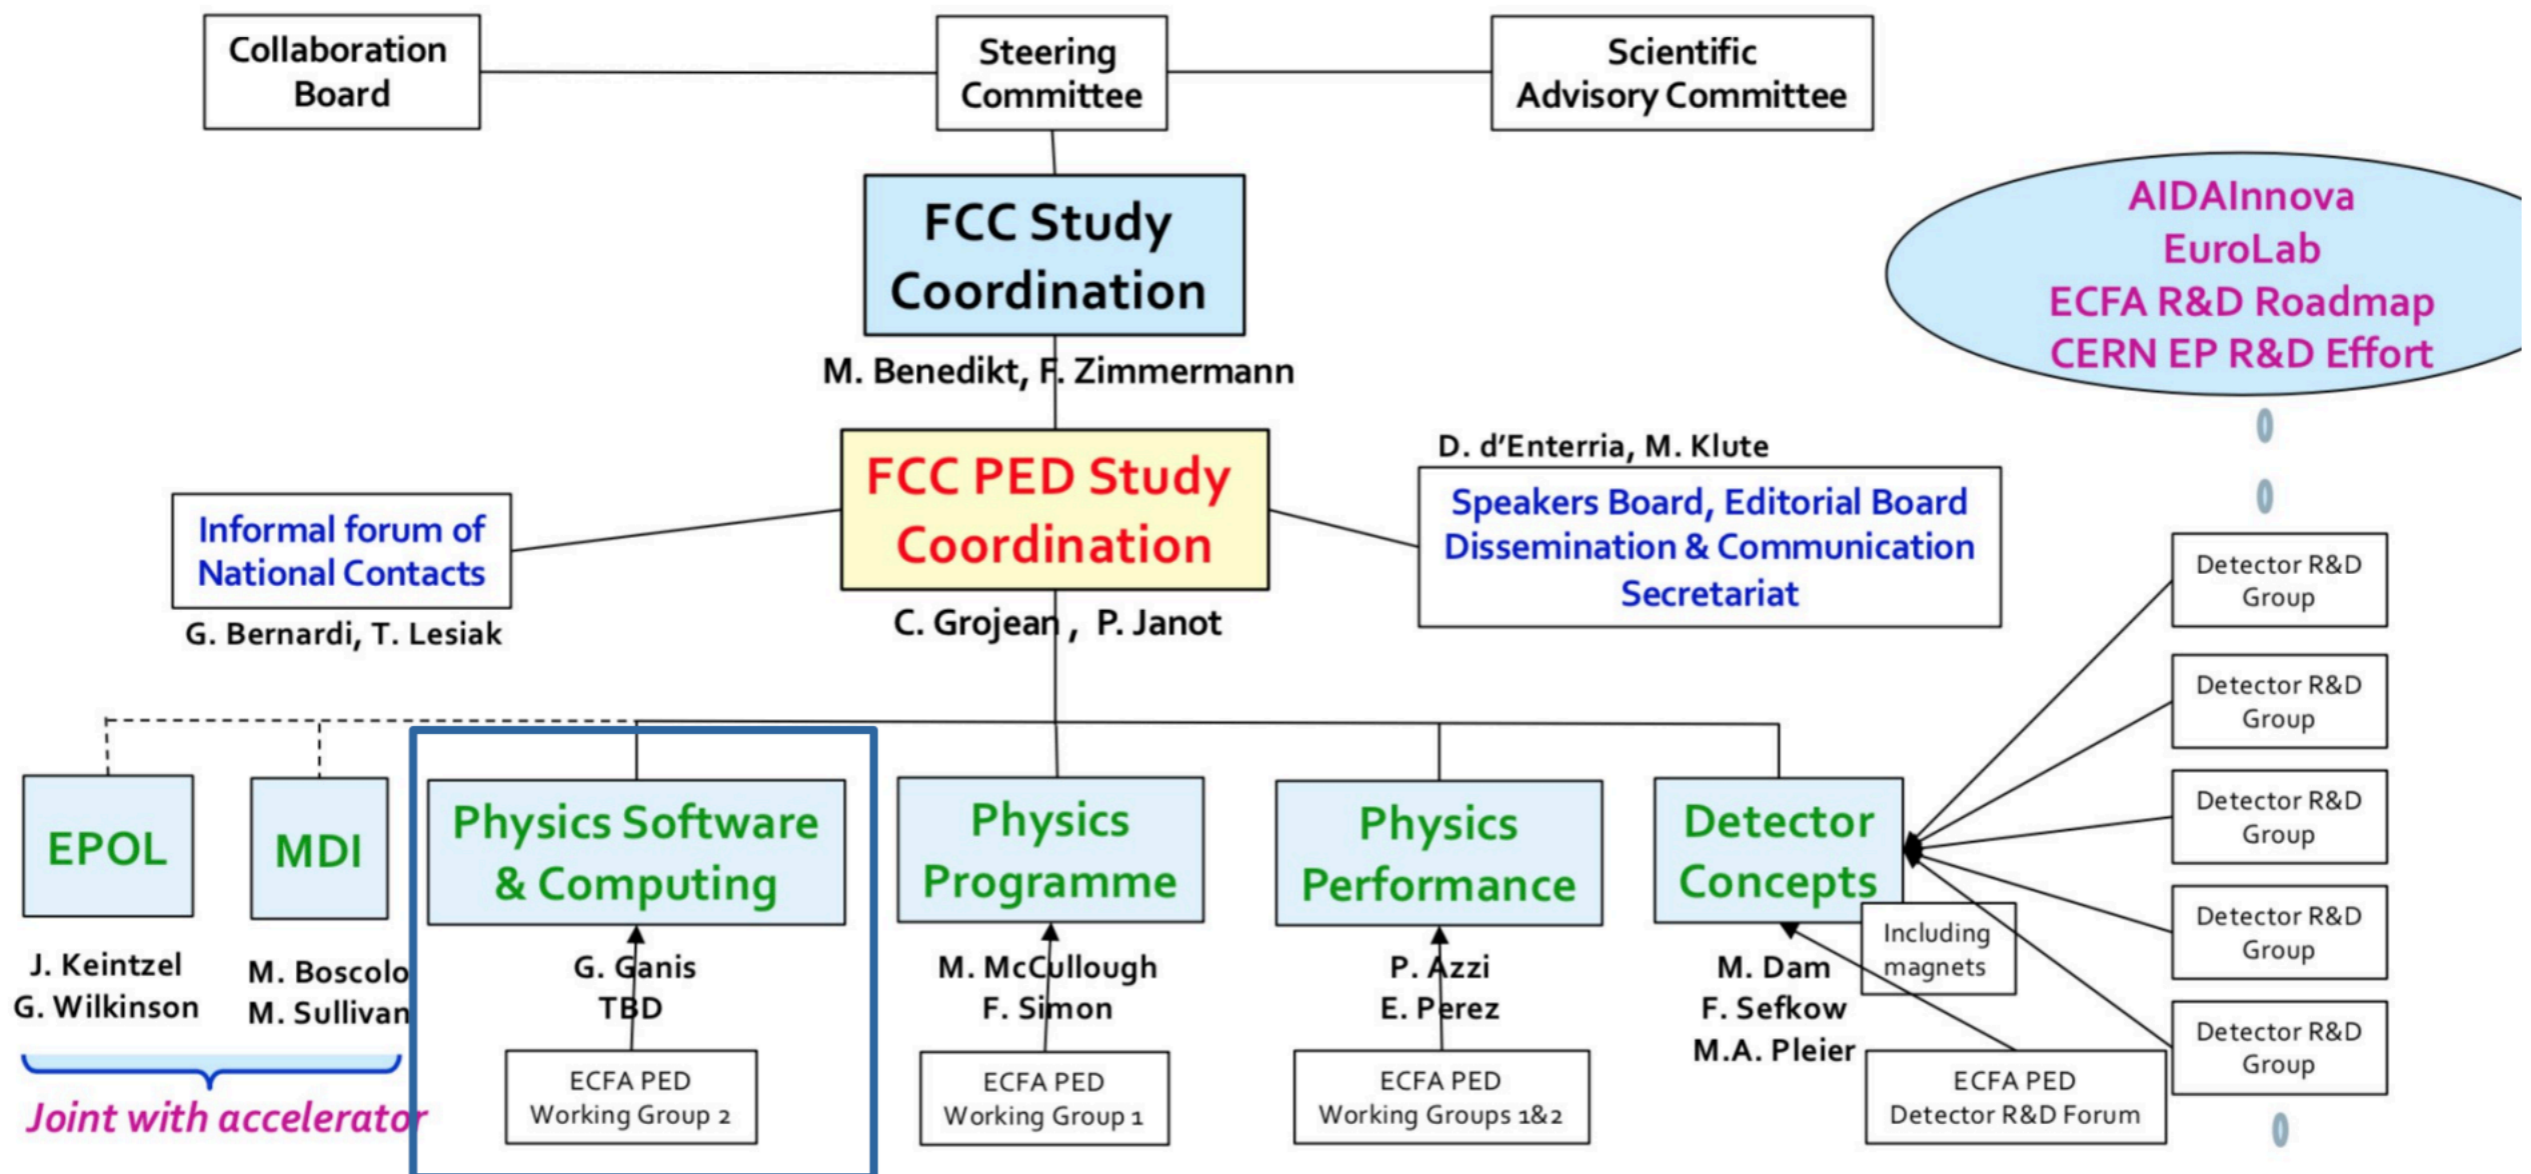 Collaboration
Board
Steering
Committee
Scientific
Advisory Committee
FCC Study
Coordination
M. Benedikt, F. Zimmermann
AIDAInnova
EuroLab
ECFA R&D Roadmap
CERN EP R&D Effort
FCC PED Study
Coordination
C. Grojean , P. Janot
Informal forum of
National Contacts
G. Bernardi, T. Lesiak
D. d'Enterria, M. Klute
Speakers Board, Editorial Board
Dissemination & Communication
Secretariat
Detector R&D
Group
Detector R&D
Group
Detector R&D
Group
Detector R&D
Group
Detector R&D
Group
EPOL
J. Keintzel
G. Wilkinson
MDI
M. Boscolo
M. Sullivan
Joint with accelerator
Physics Software
& Computing
G. Ganis
TBD
ECFA PED
Working Group 2
Physics
Programme
M. McCullough
F. Simon
ECFA PED
Working Group 1
Physics
Performance
P. Azzi
E. Perez
ECFA PED
Working Groups 1&2
Detector
Concepts
Including
magnets
M. Dam
F. Sefkow
M.A. Pleier
ECFA PED
Detector R&D Forum